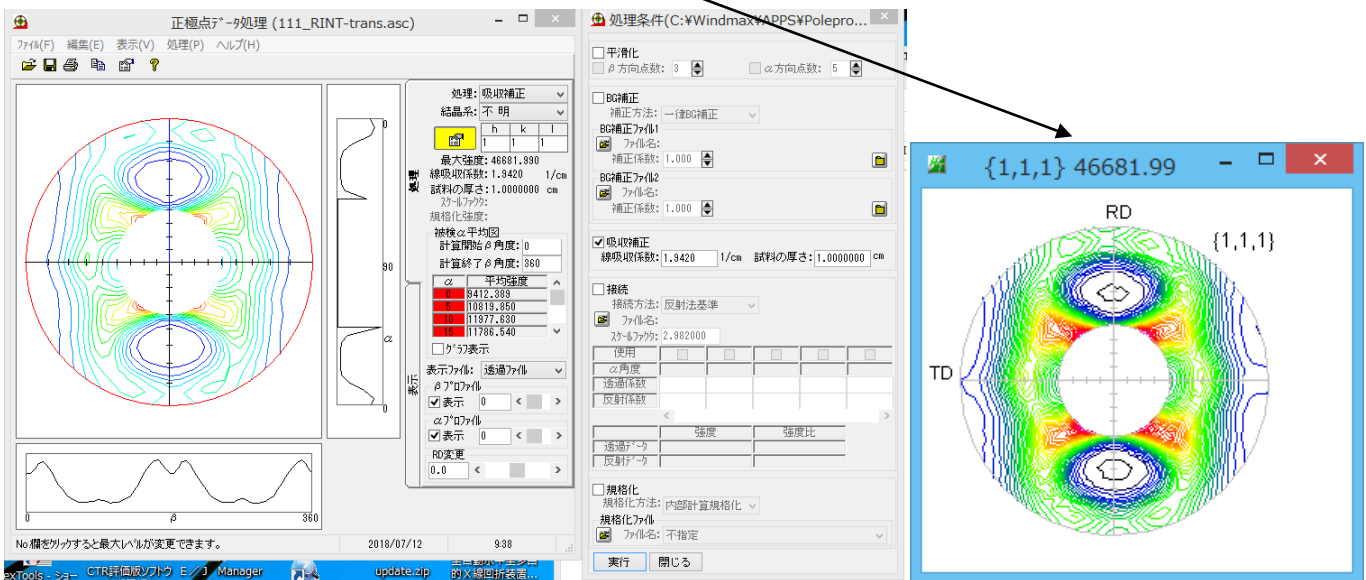 正極点ﾃﾞｰﾀ処理 (111_RINT-trans.asc)
ﾌｧｲﾙ(F) 編集(E) 表示(V) 処理(P) ヘルプ(H)
0
90
α
0
0 β 360
処理
表示
処理: 吸収補正
結晶系: 不 明
h k l
1 1 1
最大強度: 46681.990
線吸収係数: 1.9420 1/cm
試料の厚さ: 1.0000000 cm
ｽｹｰﾙﾌｧｸﾀ:
規格化強度:
被検α平均図
計算開始β角度: 0
計算終了β角度: 360
α 平均強度
0 9412.389
5 10819.850
10 11977.630
15 11786.540
ｸﾞﾗﾌ表示
表示ﾌｧｲﾙ: 透過ﾌｧｲﾙ
βﾌﾟﾛﾌｧｲﾙ
表示 0
αﾌﾟﾛﾌｧｲﾙ
表示 0
RD変更
0.0
No.欄をｸﾘｯｸすると最大ﾚﾍﾞﾙが変更できます。 2018/07/12 9:38
exTools - ショー CTR評価版ソフトウ E／J Manager update.zip 的Ｘ線回折装置...
処理条件(C:¥Windmax¥APPS¥Polepro...
平滑化
β方向点数: 3 α方向点数: 5
BG補正
補正方法: 一律BG補正
BG補正ﾌｧｲﾙ1
ﾌｧｲﾙ名:
補正係数: 1.000
BG補正ﾌｧｲﾙ2
ﾌｧｲﾙ名:
補正係数: 1.000
吸収補正
線吸収係数: 1.9420 1/cm 試料の厚さ: 1.0000000 cm
接続
接続方法: 反射法基準
ﾌｧｲﾙ名:
ｽｹｰﾙﾌｧｸﾀ: 2.982000
使用
α角度
透過係数
反射係数
強度 強度比
透過ﾃﾞｰﾀ
反射ﾃﾞｰﾀ
規格化
規格化方法: 内部計算規格化
規格化ﾌｧｲﾙ
ﾌｧｲﾙ名: 不指定
実行 閉じる
{1,1,1} 46681.99
RD
{1,1,1}
TD